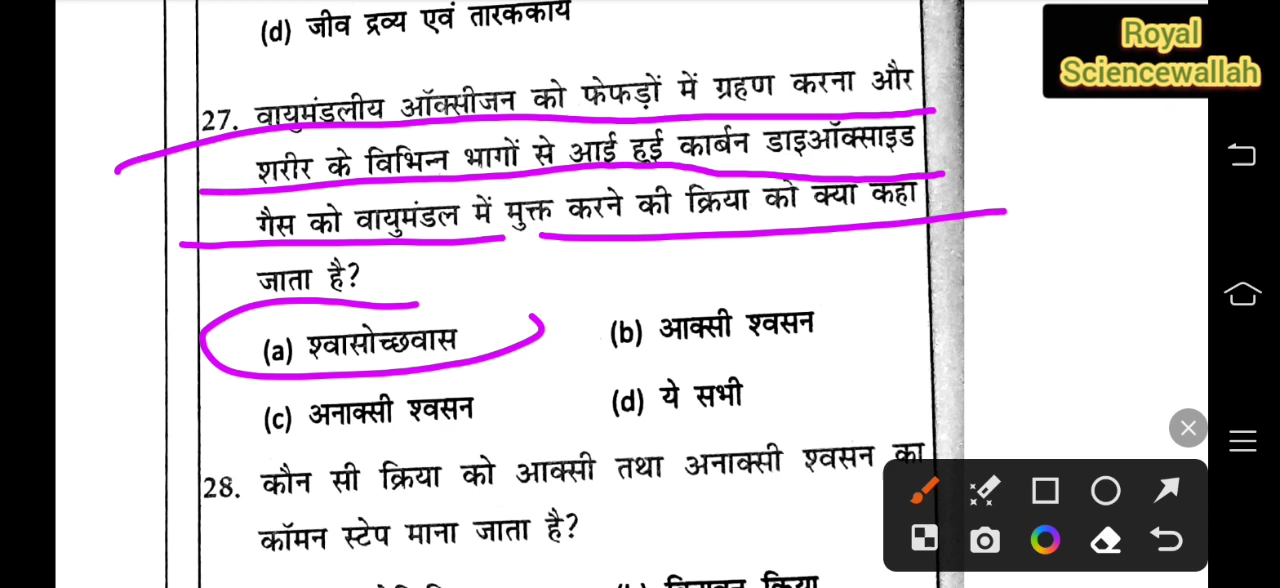 (d) जीव द्रव्य एवं तारककाय
Royal
Sciencewallah
27. वायुमंडलीय ऑक्सीजन को फेफड़ों में ग्रहण करना और
शरीर के विभिन्न भागों से आई हुई कार्बन डाइऑक्साइड
गैस को वायुमंडल में मुक्त करने की क्रिया को क्या कहा
जाता है?
(a) श्वासोच्छवास (b) आक्सी श्वसन
(c) अनाक्सी श्वसन (d) ये सभी
28. कौन सी क्रिया को आक्सी तथा अनाक्सी श्वसन का
कॉमन स्टेप माना जाता है?